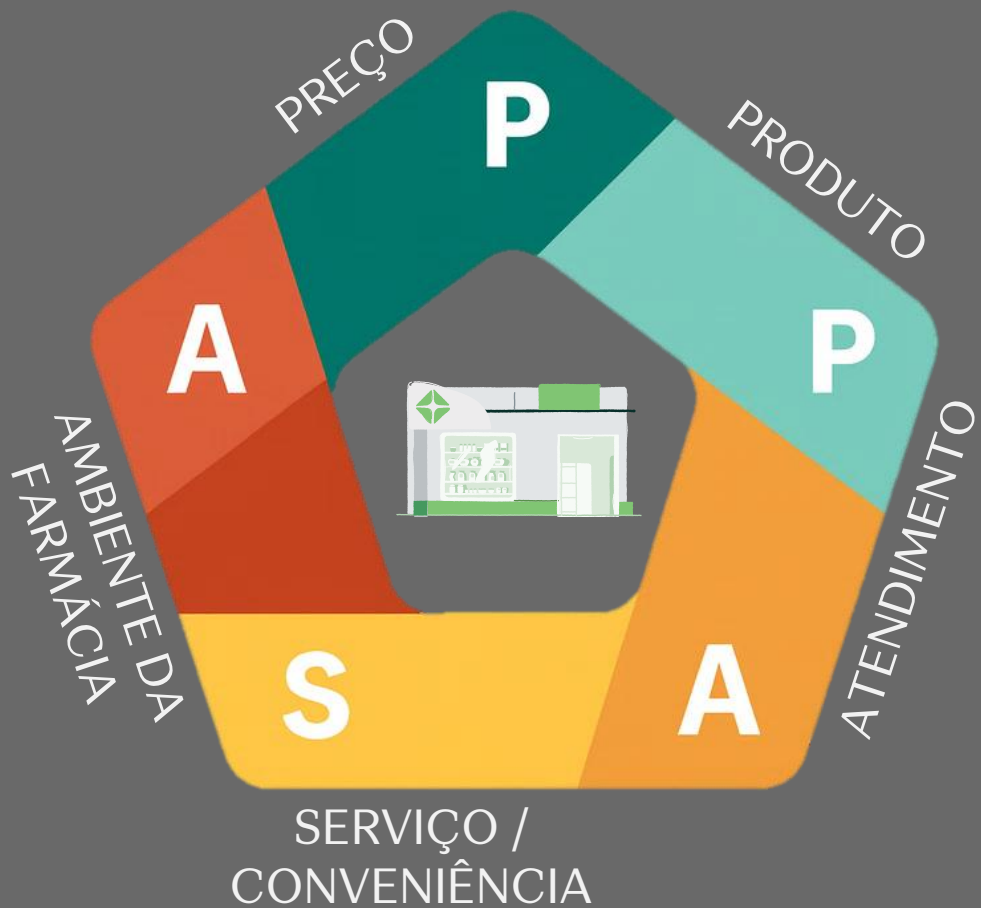 PREÇO
P
PRODUTO
P
A
AMBIENTE DA
FARMÁCIA
ATENDIMENTO
A
S
SERVIÇO /
CONVENIÊNCIA